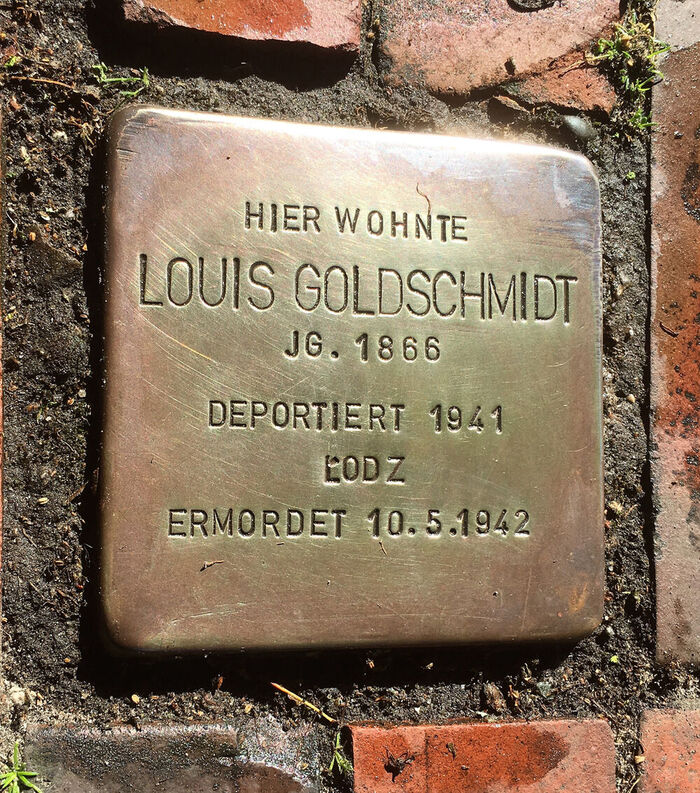 HIER WOHNTE
LOUIS GOLDSCHMIDT
JG. 1866
DEPORTIERT 1941
ŁODZ
ERMORDET 10.5.1942